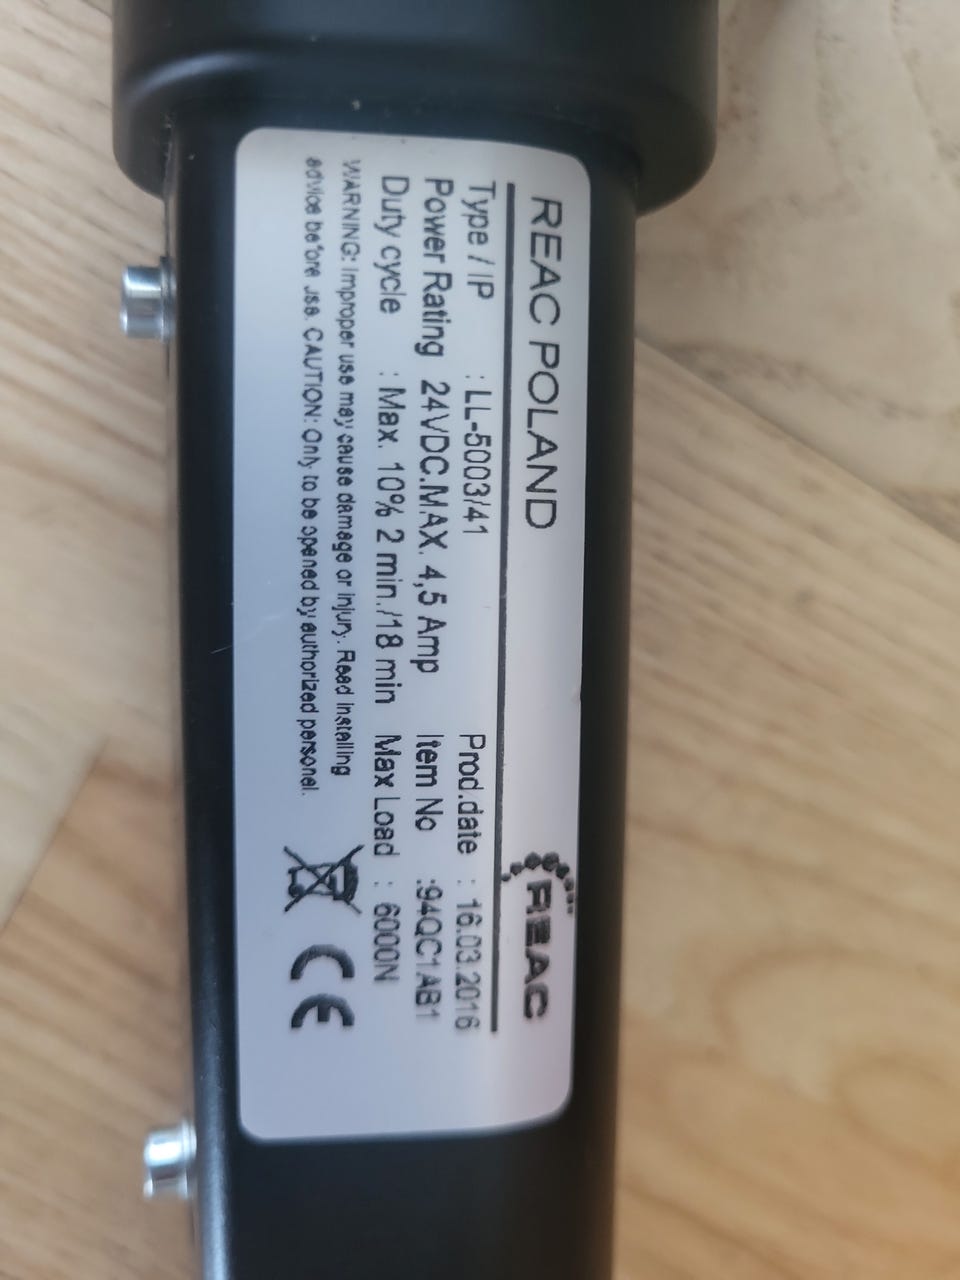 REAC POLAND
REAC
Type / IP : LL-5003/41 Prod.date : 16.03.2016
Power Rating 24VDC.MAX. 4,5 Amp Item No :94QC1AB1
Duty cycle : Max. 10% 2 min./18 min Max Load : 6000N
WARNING: Improper use may cause damage or injury. Read installing
advice before use. CAUTION: Only to be opened by authorized personel.
CE